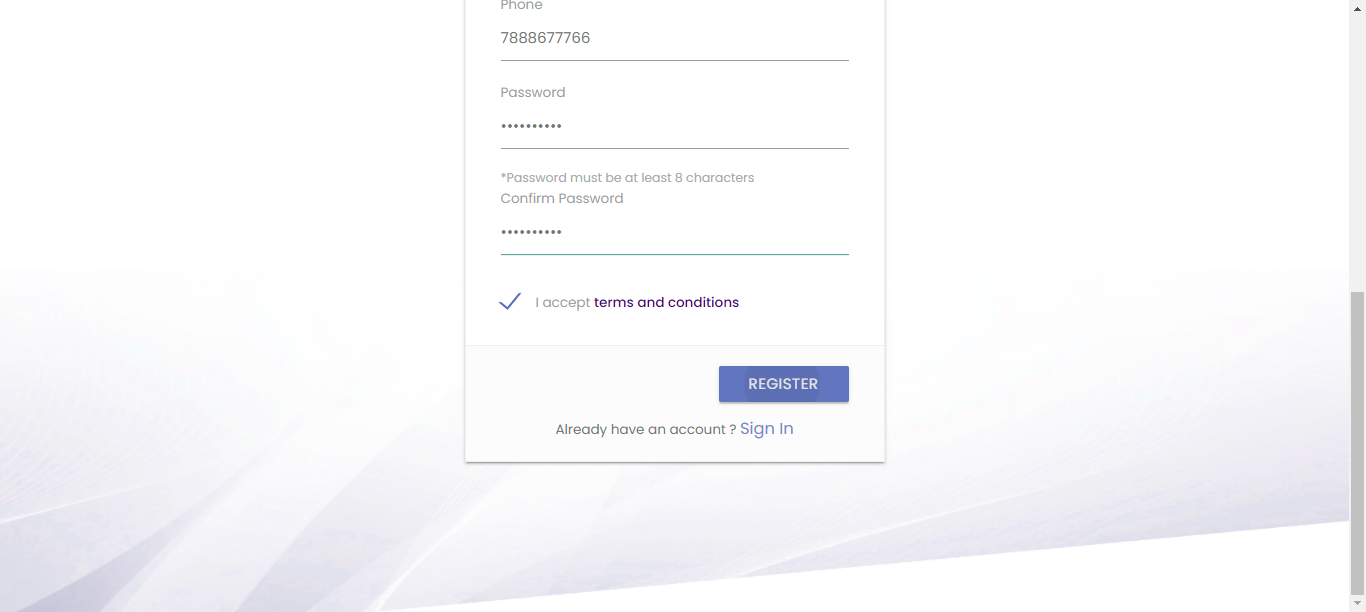 Phone
7888677766
Password
••••••••••
*Password must be at least 8 characters
Confirm Password
••••••••••
I accept terms and conditions
REGISTER
Already have an account ? Sign In